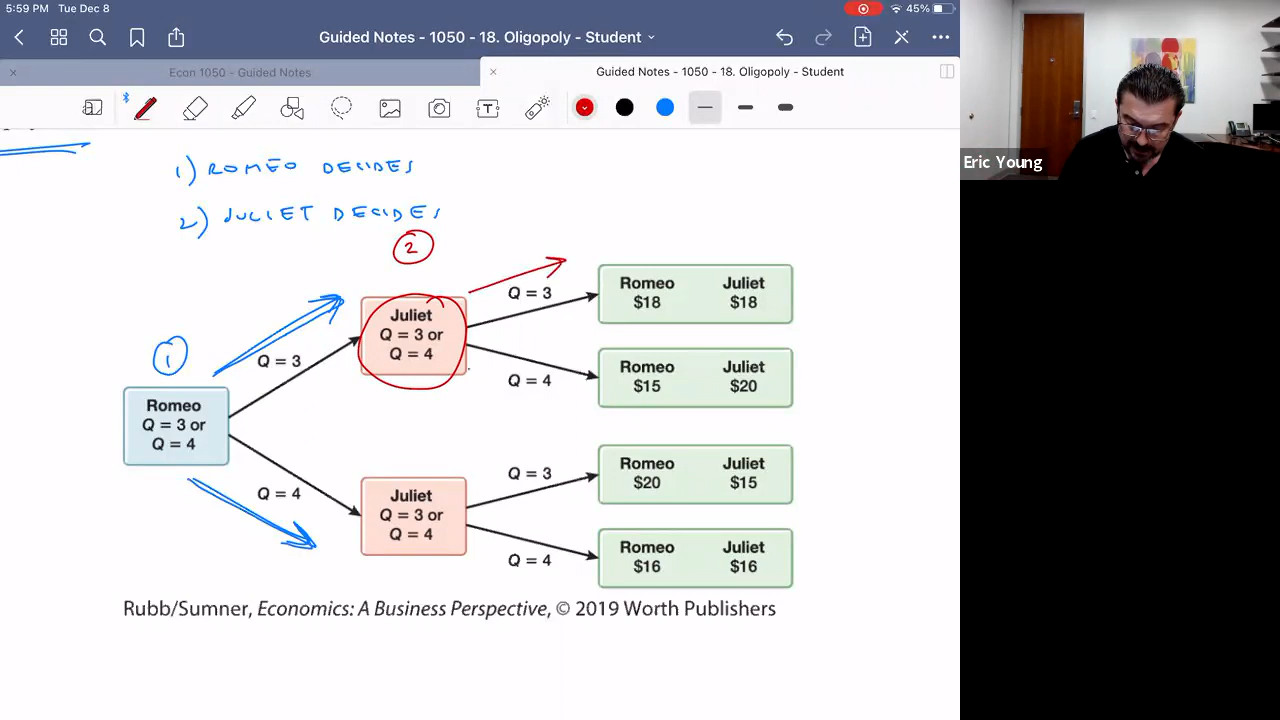 5:59 PM Tue Dec 8
45%
Guided Notes - 1050 - 18. Oligopoly - Student
Econ 1050 - Guided Notes
Guided Notes - 1050 - 18. Oligopoly - Student
T
Eric Young
1) ROMEO DECIDES
2) JULIET DECIDES
2
1
Romeo
Q = 3 or
Q = 4
Q = 3
Q = 4
Juliet
Q = 3 or
Q = 4
Q = 3
Q = 4
Juliet
Q = 3 or
Q = 4
Q = 3
Q = 4
Romeo Juliet
$18 $18
Romeo Juliet
$15 $20
Romeo Juliet
$20 $15
Romeo Juliet
$16 $16
Rubb/Sumner, Economics: A Business Perspective, © 2019 Worth Publishers